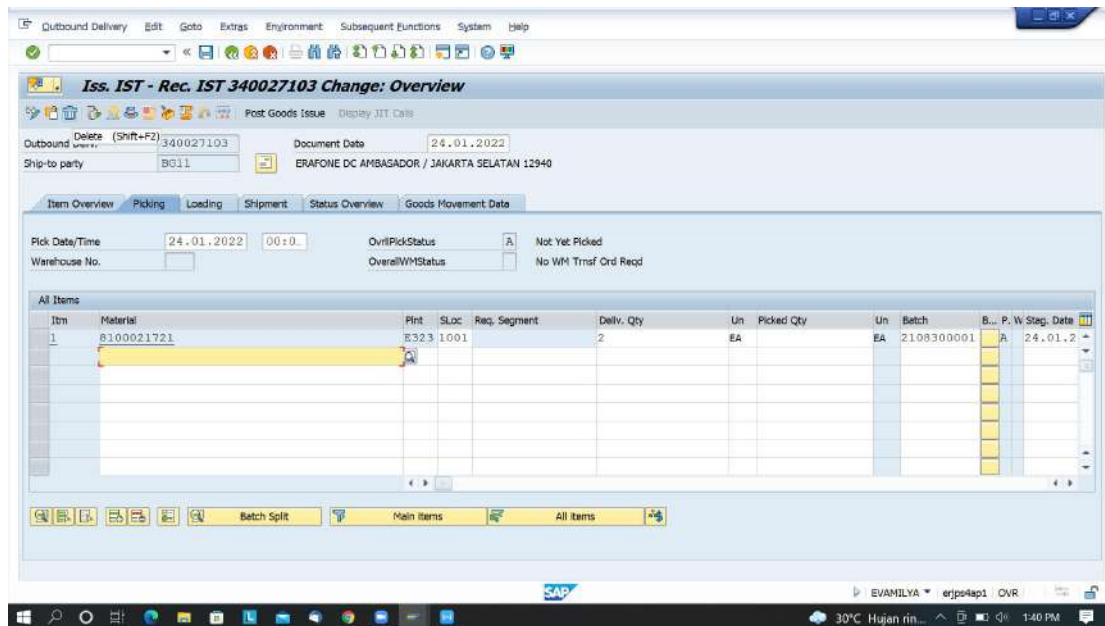 Outbound Delivery Edit Goto Extras Environment Subsequent Functions System Help
Iss. IST - Rec. IST 340027103 Change: Overview
Post Goods Issue Display JIT Calls
Delete (Shift+F2)
Outbound 340027103 Document Date 24.01.2022
Ship-to party BG11 ERAFONE DC AMBASADOR / JAKARTA SELATAN 12940
Item Overview Picking Loading Shipment Status Overview Goods Movement Data
Pick Date/Time 24.01.2022 00:0. OvrllPickStatus A Not Yet Picked
Warehouse No. OverallWMStatus No WM Trnsf Ord Reqd
All Items
Itm Material Plnt SLoc Req. Segment Deliv. Qty Un Picked Qty Un Batch B... P. W Stag. Date
1 8100021721 E323 1001 2 EA EA 2108300001 A 24.01.2
Batch Split Main Items All items
SAP EVAMILYA erjps4ap1 OVR
30°C Hujan rin... 1:40 PM